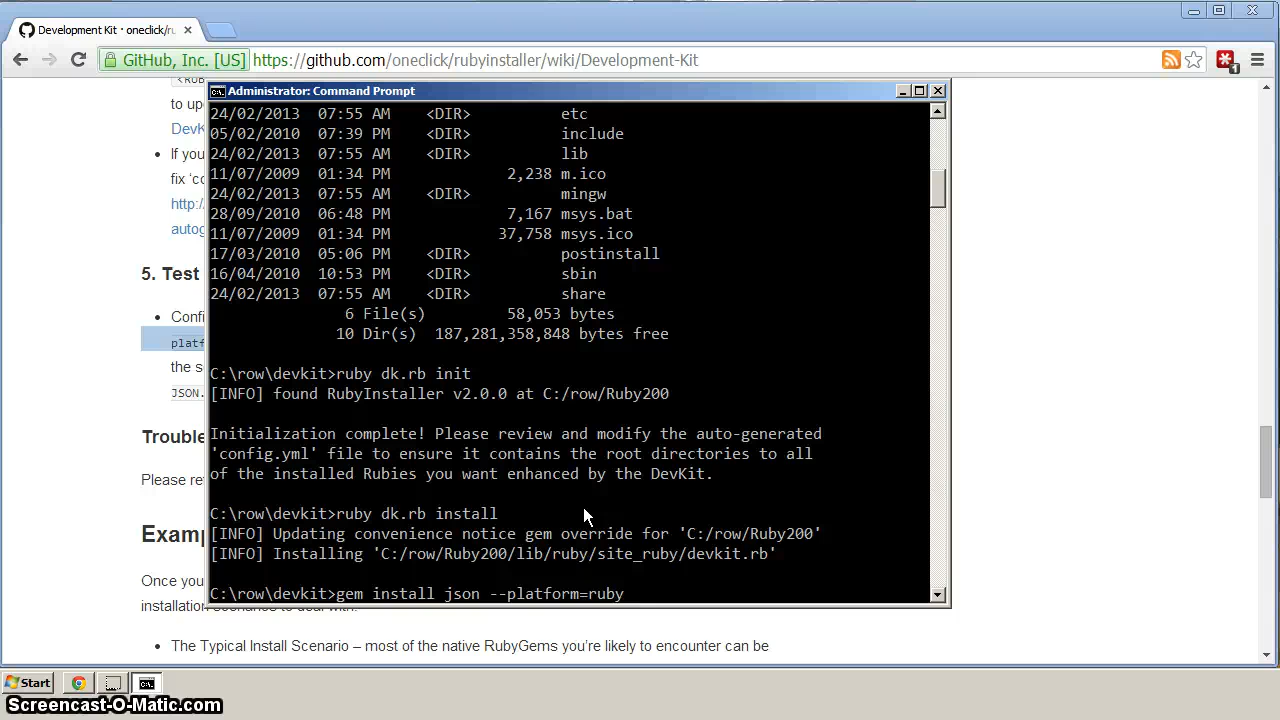 Development Kit · oneclick/ru
GitHub, Inc. [US] https://github.com/oneclick/rubyinstaller/wiki/Development-Kit
1
<RUB
to up
DevK
If you
fix ‘co
http:/
autog
5. Test
Confi
platf
the s
JSON.
Trouble
Please re
Examp
Once you
installation scenarios to deal with.
The Typical Install Scenario – most of the native RubyGems you’re likely to encounter can be
Administrator: Command Prompt
24/02/2013 07:55 AM <DIR> etc
05/02/2010 07:39 PM <DIR> include
24/02/2013 07:55 AM <DIR> lib
11/07/2009 01:34 PM 2,238 m.ico
24/02/2013 07:55 AM <DIR> mingw
28/09/2010 06:48 PM 7,167 msys.bat
11/07/2009 01:34 PM 37,758 msys.ico
17/03/2010 05:06 PM <DIR> postinstall
16/04/2010 10:53 PM <DIR> sbin
24/02/2013 07:55 AM <DIR> share
6 File(s) 58,053 bytes
10 Dir(s) 187,281,358,848 bytes free
C:\row\devkit>ruby dk.rb init
[INFO] found RubyInstaller v2.0.0 at C:/row/Ruby200
Initialization complete! Please review and modify the auto-generated
'config.yml' file to ensure it contains the root directories to all
of the installed Rubies you want enhanced by the DevKit.
C:\row\devkit>ruby dk.rb install
[INFO] Updating convenience notice gem override for 'C:/row/Ruby200'
[INFO] Installing 'C:/row/Ruby200/lib/ruby/site_ruby/devkit.rb'
C:\row\devkit>gem install json --platform=ruby
Start
Screencast-O-Matic.com